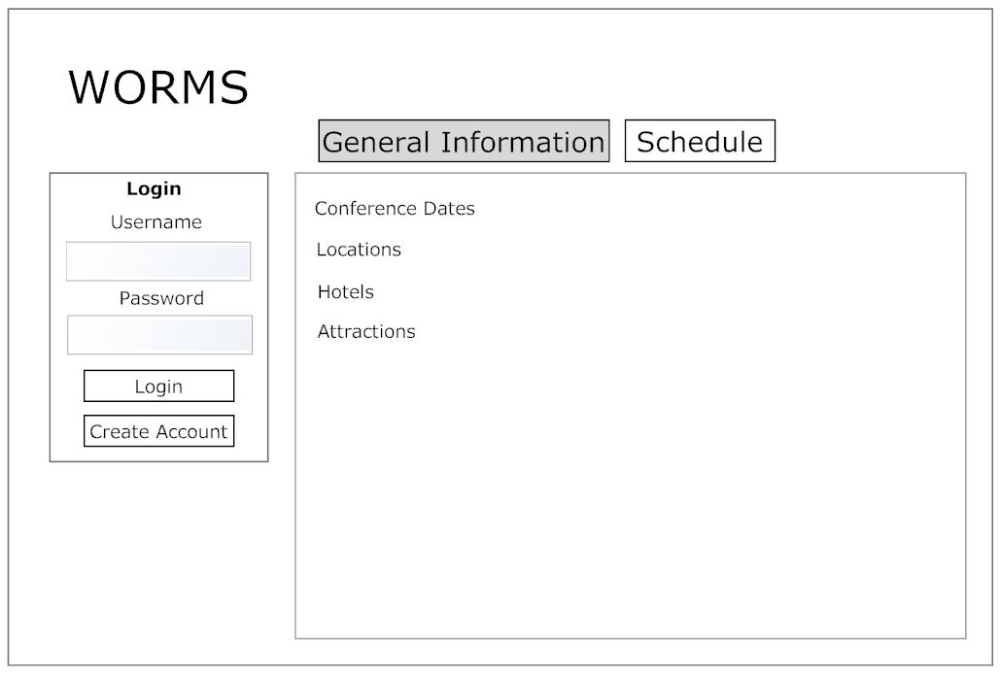 WORMS
General Information
Schedule
Login
Username
Password
Login
Create Account
Conference Dates
Locations
Hotels
Attractions